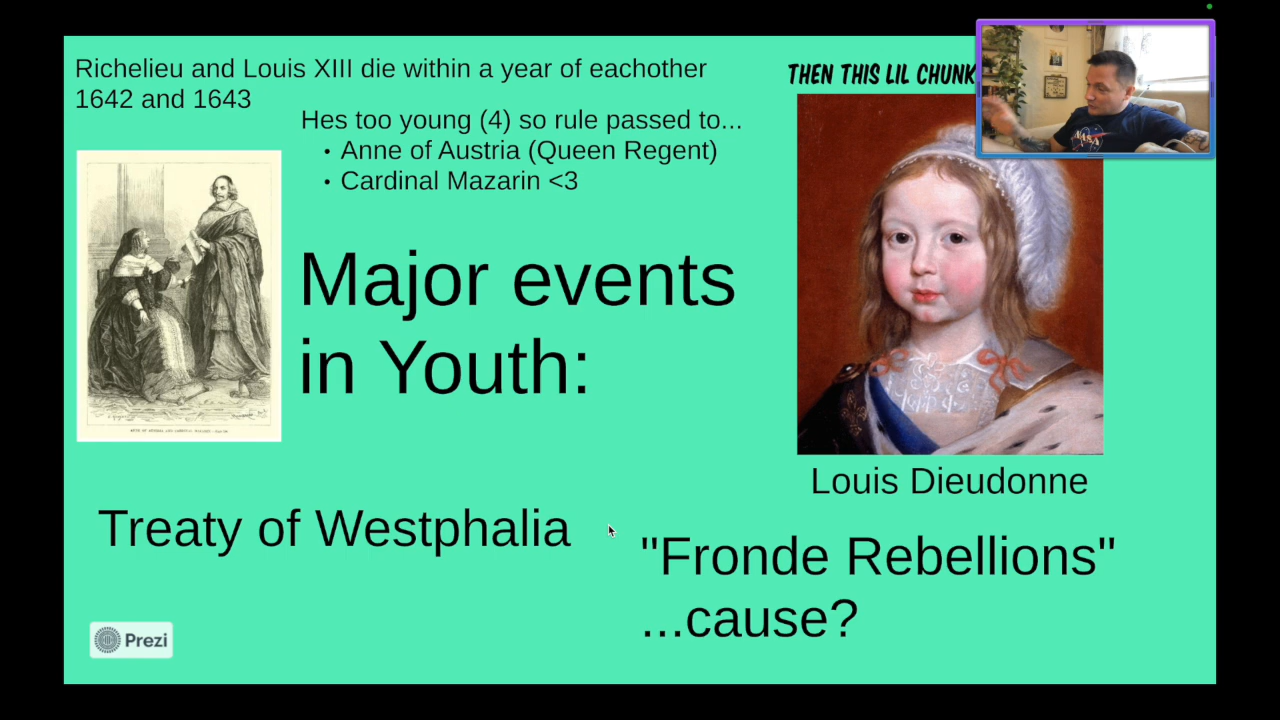 Richelieu and Louis XIII die within a year of eachother
1642 and 1643
THEN THIS LIL CHUNK
Hes too young (4) so rule passed to...
• Anne of Austria (Queen Regent)
• Cardinal Mazarin <3
NASA
Major events
in Youth:
Louis Dieudonne
Treaty of Westphalia
"Fronde Rebellions"
...cause?
Prezi